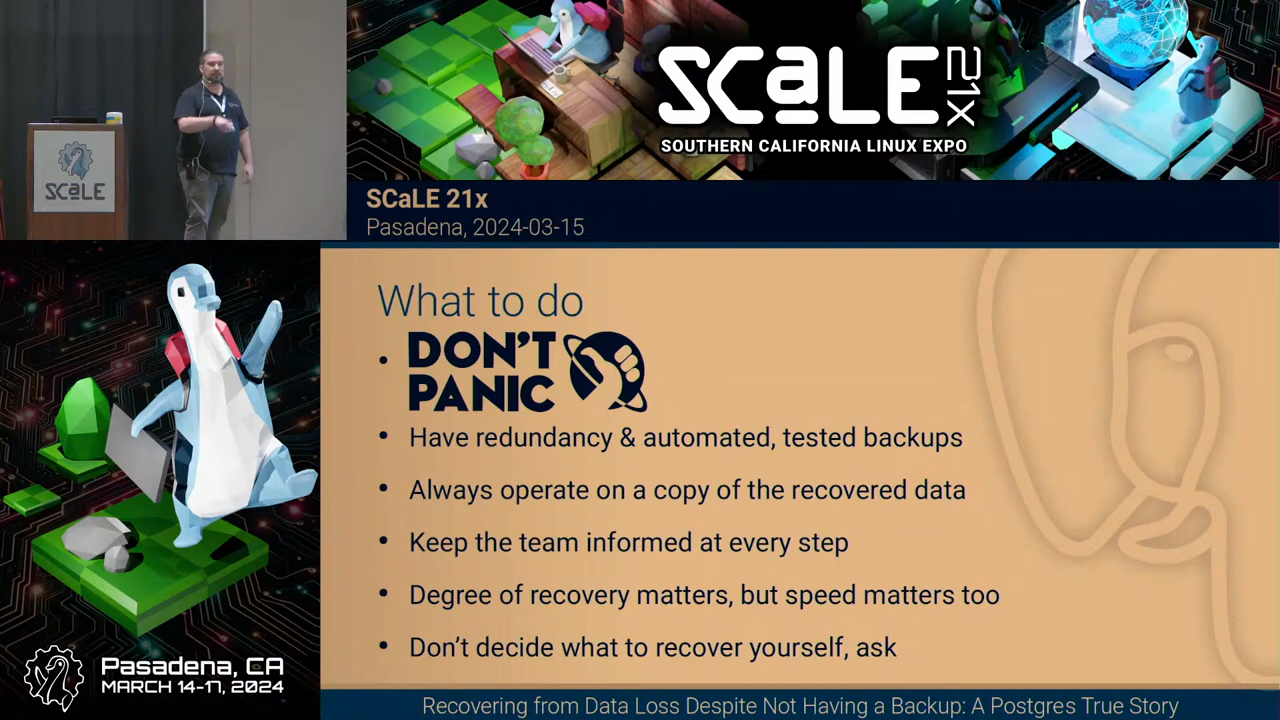 SCaLE
SCaLE 21x
SOUTHERN CALIFORNIA LINUX EXPO
SCaLE 21x
Pasadena, 2024-03-15
What to do
• DON'T
PANIC
• Have redundancy & automated, tested backups
• Always operate on a copy of the recovered data
• Keep the team informed at every step
• Degree of recovery matters, but speed matters too
• Don't decide what to recover yourself, ask
Pasadena, CA
MARCH 14-17, 2024
Recovering from Data Loss Despite Not Having a Backup: A Postgres True Story